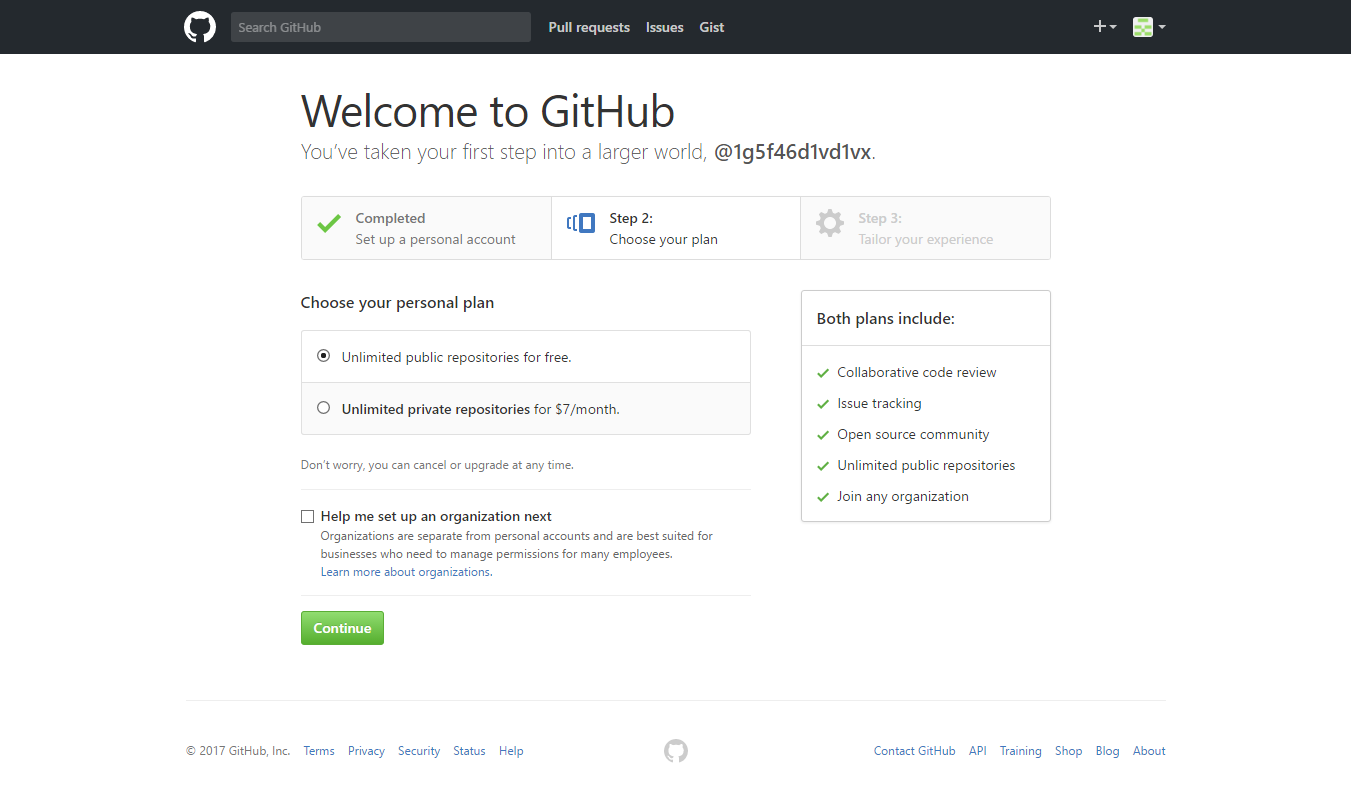 Search GitHub Pull requests Issues Gist
Welcome to GitHub
You’ve taken your first step into a larger world, @1g5f46d1vd1vx.
Completed
Set up a personal account
Step 2:
Choose your plan
Step 3:
Tailor your experience
Choose your personal plan
Unlimited public repositories for free.
Unlimited private repositories for $7/month.
Don’t worry, you can cancel or upgrade at any time.
Help me set up an organization next
Organizations are separate from personal accounts and are best suited for
businesses who need to manage permissions for many employees.
Learn more about organizations.
Continue
Both plans include:
Collaborative code review
Issue tracking
Open source community
Unlimited public repositories
Join any organization
© 2017 GitHub, Inc. Terms Privacy Security Status Help Contact GitHub API Training Shop Blog About